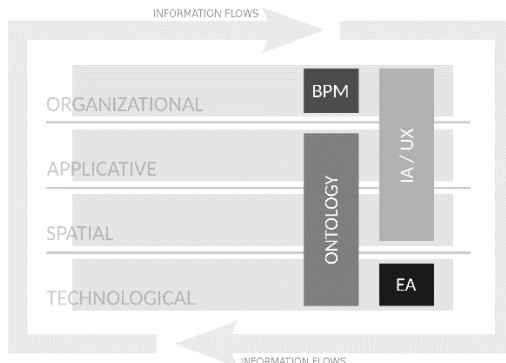 INFORMATION FLOWS
BPM
ORGANIZATIONAL
IA / UX
APPLICATIVE
ONTOLOGY
SPATIAL
EA
TECHNOLOGICAL
INFORMATION FLOWS